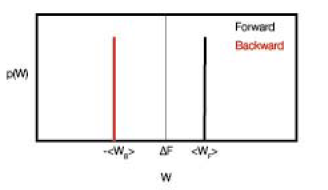 Forward
Backward
p(W)
-<W_B> ΔF <W_F>
W